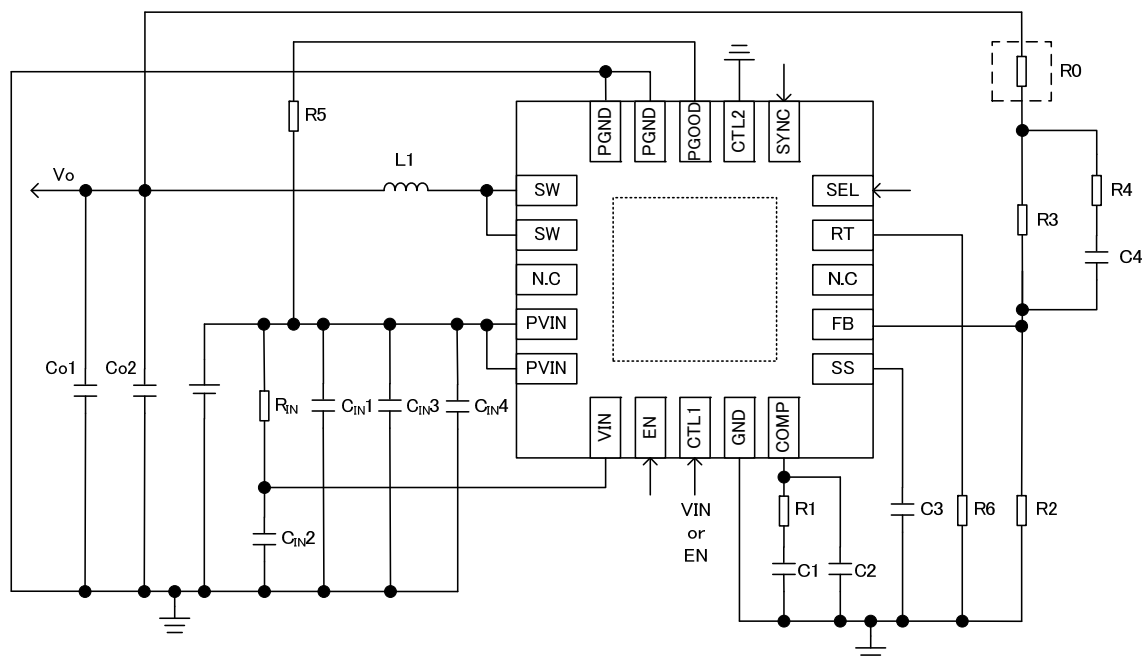 R0
R5
PGND
PGND
PGOOD
CTL2
SYNC
L1
Vo
SW
SEL
R4
SW
RT
R3
C4
N.C
N.C
PVIN
FB
Co1
Co2
PVIN
SS
RIN
CIN1
CIN3
CIN4
VIN
EN
CTL1
GND
COMP
VIN
or
EN
R1
C3
R6
R2
CIN2
C1
C2